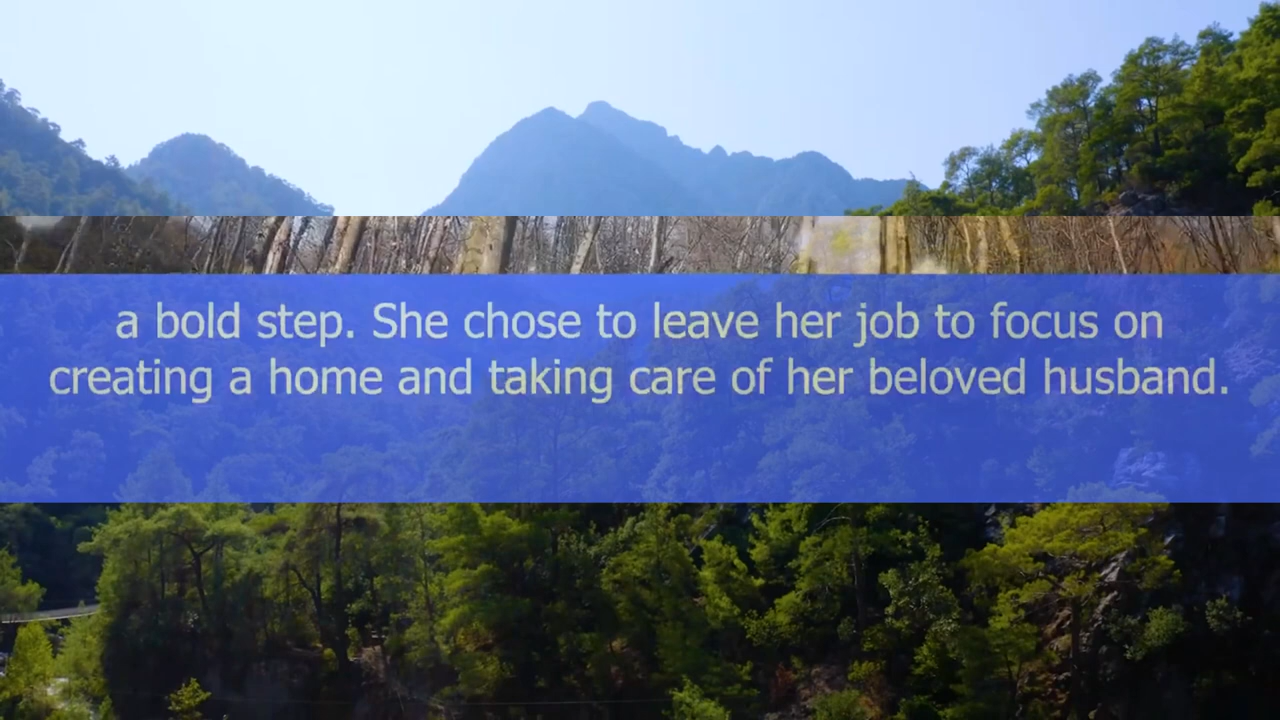 a bold step. She chose to leave her job to focus on
creating a home and taking care of her beloved husband.